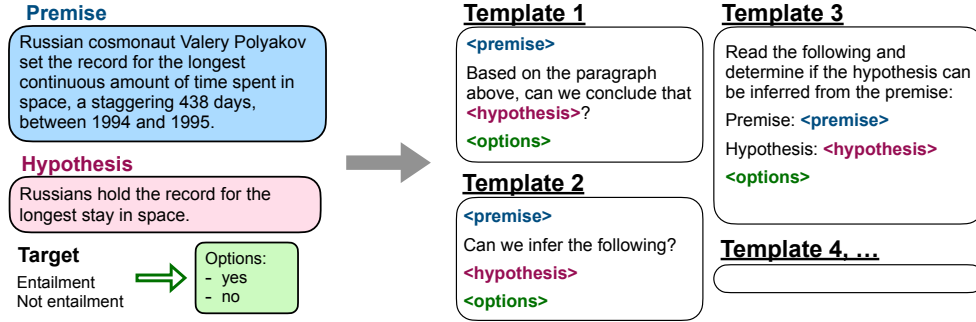 Premise
Russian cosmonaut Valery Polyakov
set the record for the longest
continuous amount of time spent in
space, a staggering 438 days,
between 1994 and 1995.
Hypothesis
Russians hold the record for the
longest stay in space.
Target
Entailment
Not entailment
Options:
- yes
- no
Template 1
<premise>
Based on the paragraph
above, can we conclude that
<hypothesis>?
<options>
Template 2
<premise>
Can we infer the following?
<hypothesis>
<options>
Template 3
Read the following and
determine if the hypothesis can
be inferred from the premise:
Premise: <premise>
Hypothesis: <hypothesis>
<options>
Template 4, …